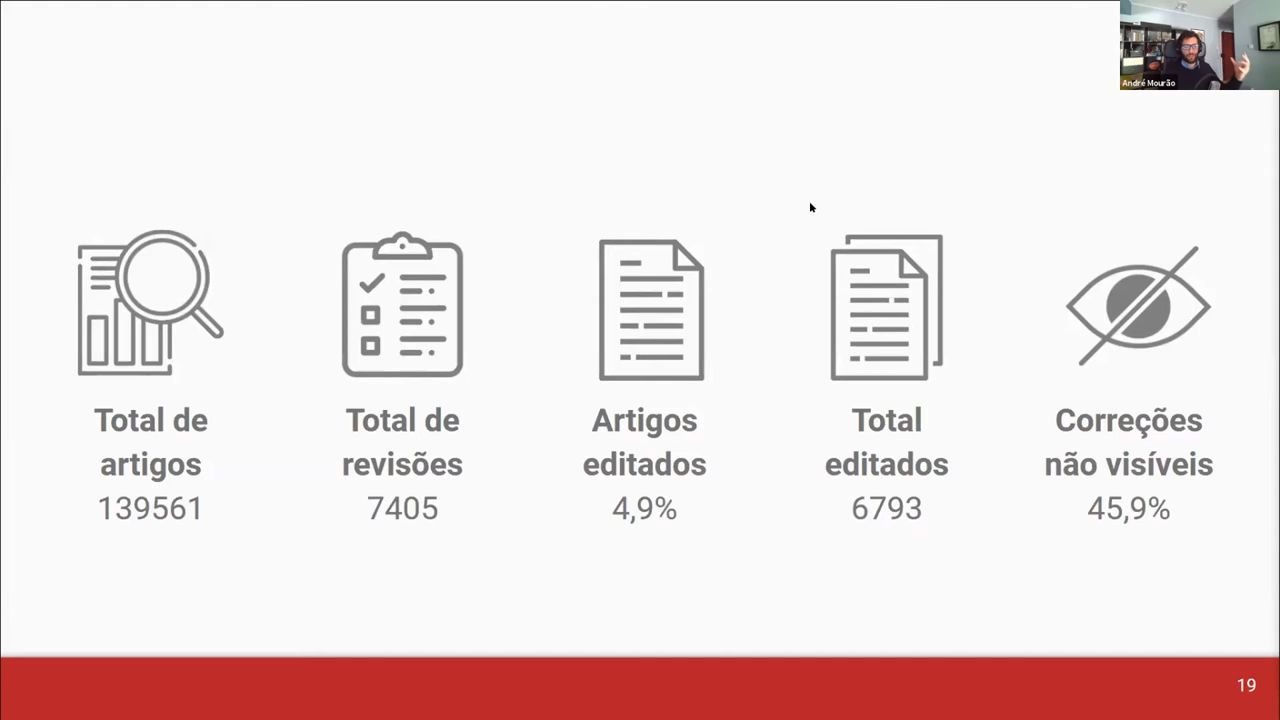 André Mourão
Total de
artigos
139561
Total de
revisões
7405
Artigos
editados
4,9%
Total
editados
6793
Correções
não visíveis
45,9%
19